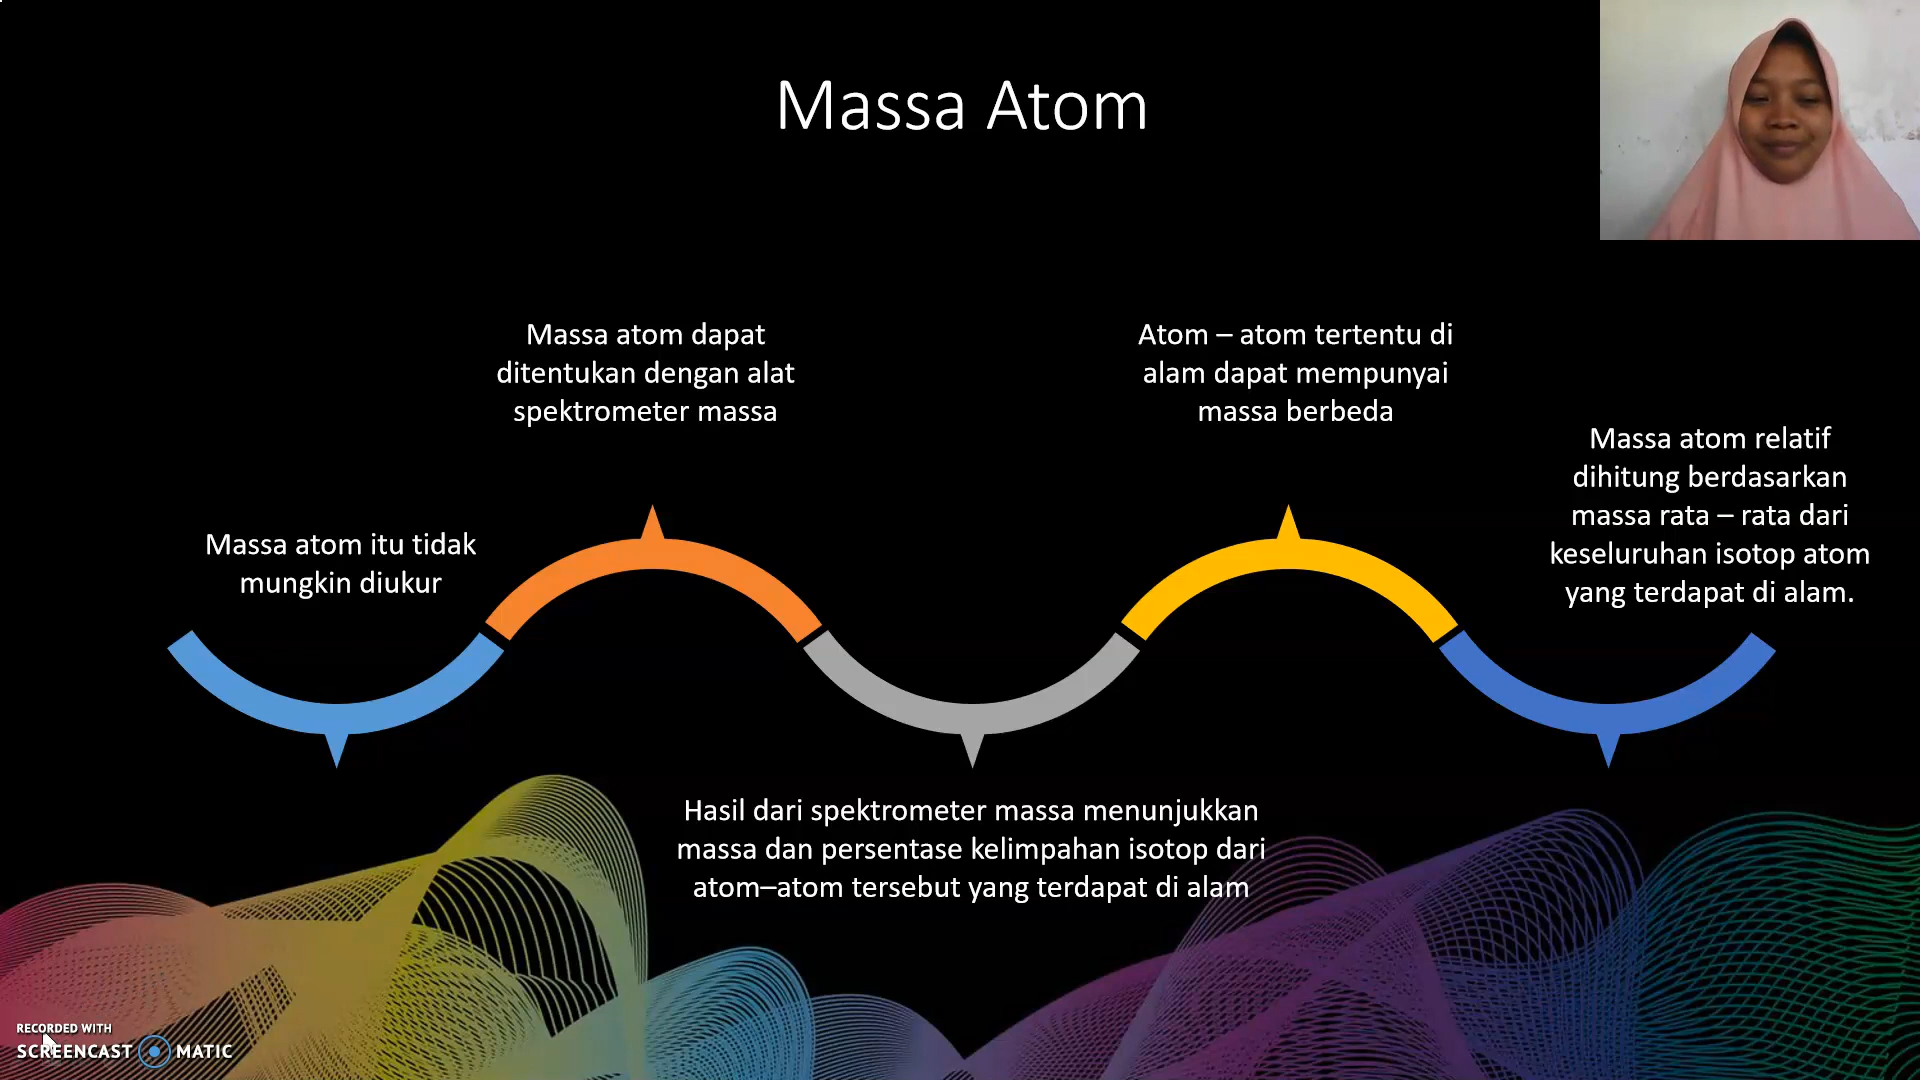 Massa Atom
Massa atom itu tidak
mungkin diukur
Massa atom dapat
ditentukan dengan alat
spektrometer massa
Hasil dari spektrometer massa menunjukkan
massa dan persentase kelimpahan isotop dari
atom–atom tersebut yang terdapat di alam
Atom – atom tertentu di
alam dapat mempunyai
massa berbeda
Massa atom relatif
dihitung berdasarkan
massa rata – rata dari
keseluruhan isotop atom
yang terdapat di alam.
RECORDED WITH
SCREENCAST MATIC